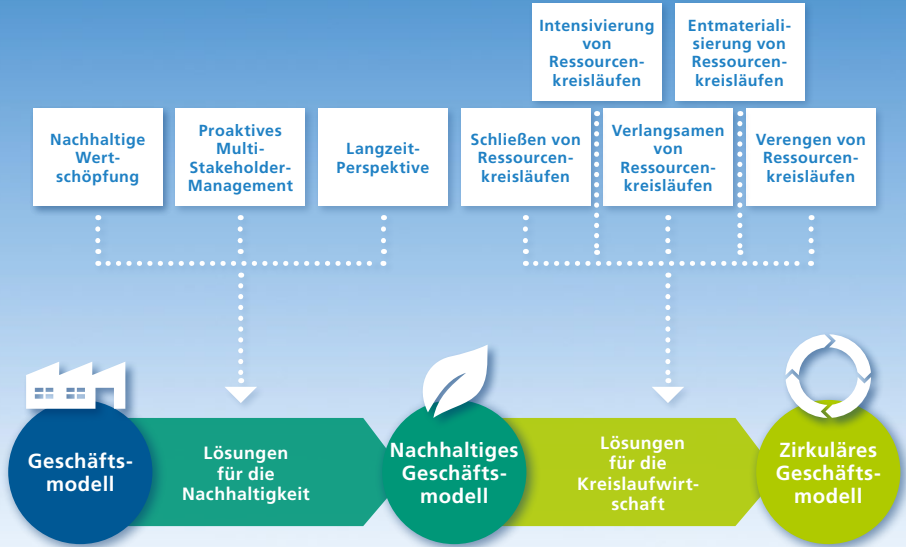 Intensivierung
von
Ressourcen-
kreisläufen
Entmateriali-
sierung von
Ressourcen-
kreisläufen
Nachhaltige
Wert-
schöpfung
Proaktives
Multi-
Stakeholder-
Management
Langzeit-
Perspektive
Schließen von
Ressourcen-
kreisläufen
Verlangsamen
von
Ressourcen-
kreisläufen
Verengen von
Ressourcen-
kreisläufen
Geschäfts-
modell
Lösungen
für die
Nachhaltigkeit
Nachhaltiges
Geschäfts-
modell
Lösungen
für die
Kreislaufwirt-
schaft
Zirkuläres
Geschäfts-
modell